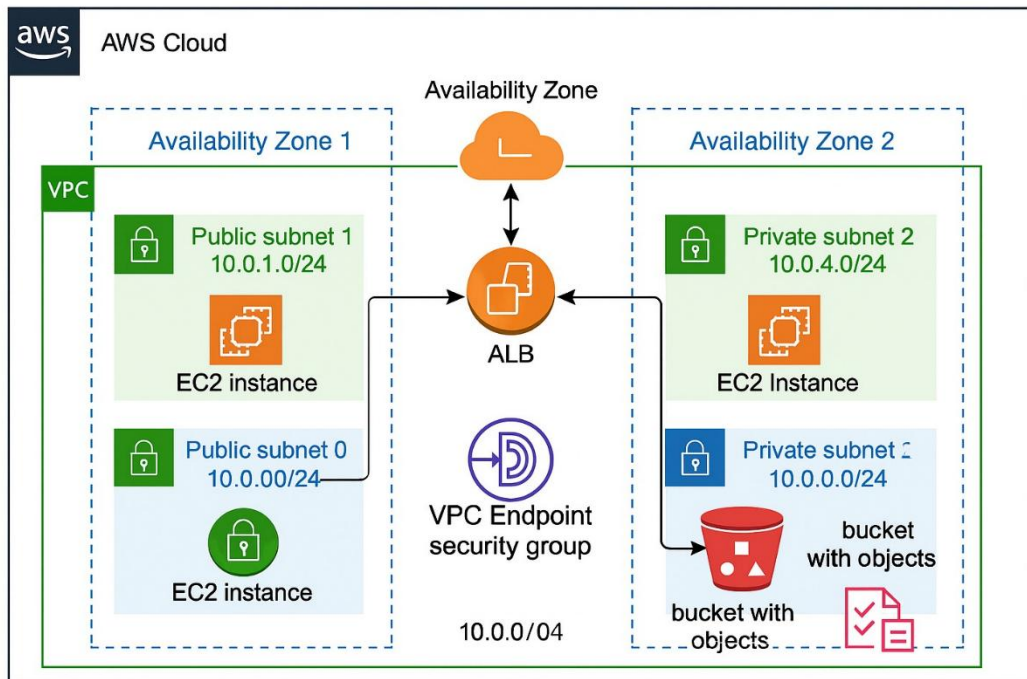 aws
AWS Cloud
Availability Zone
Availability Zone 1
Availability Zone 2
VPC
Public subnet 1
10.0.1.0/24
EC2 instance
Private subnet 2
10.0.4.0/24
EC2 Instance
ALB
Public subnet 0
10.0.00/24
EC2 instance
VPC Endpoint
security group
Private subnet
10.0.0.0/24
bucket
with objects
bucket with
objects
10.0.0/04